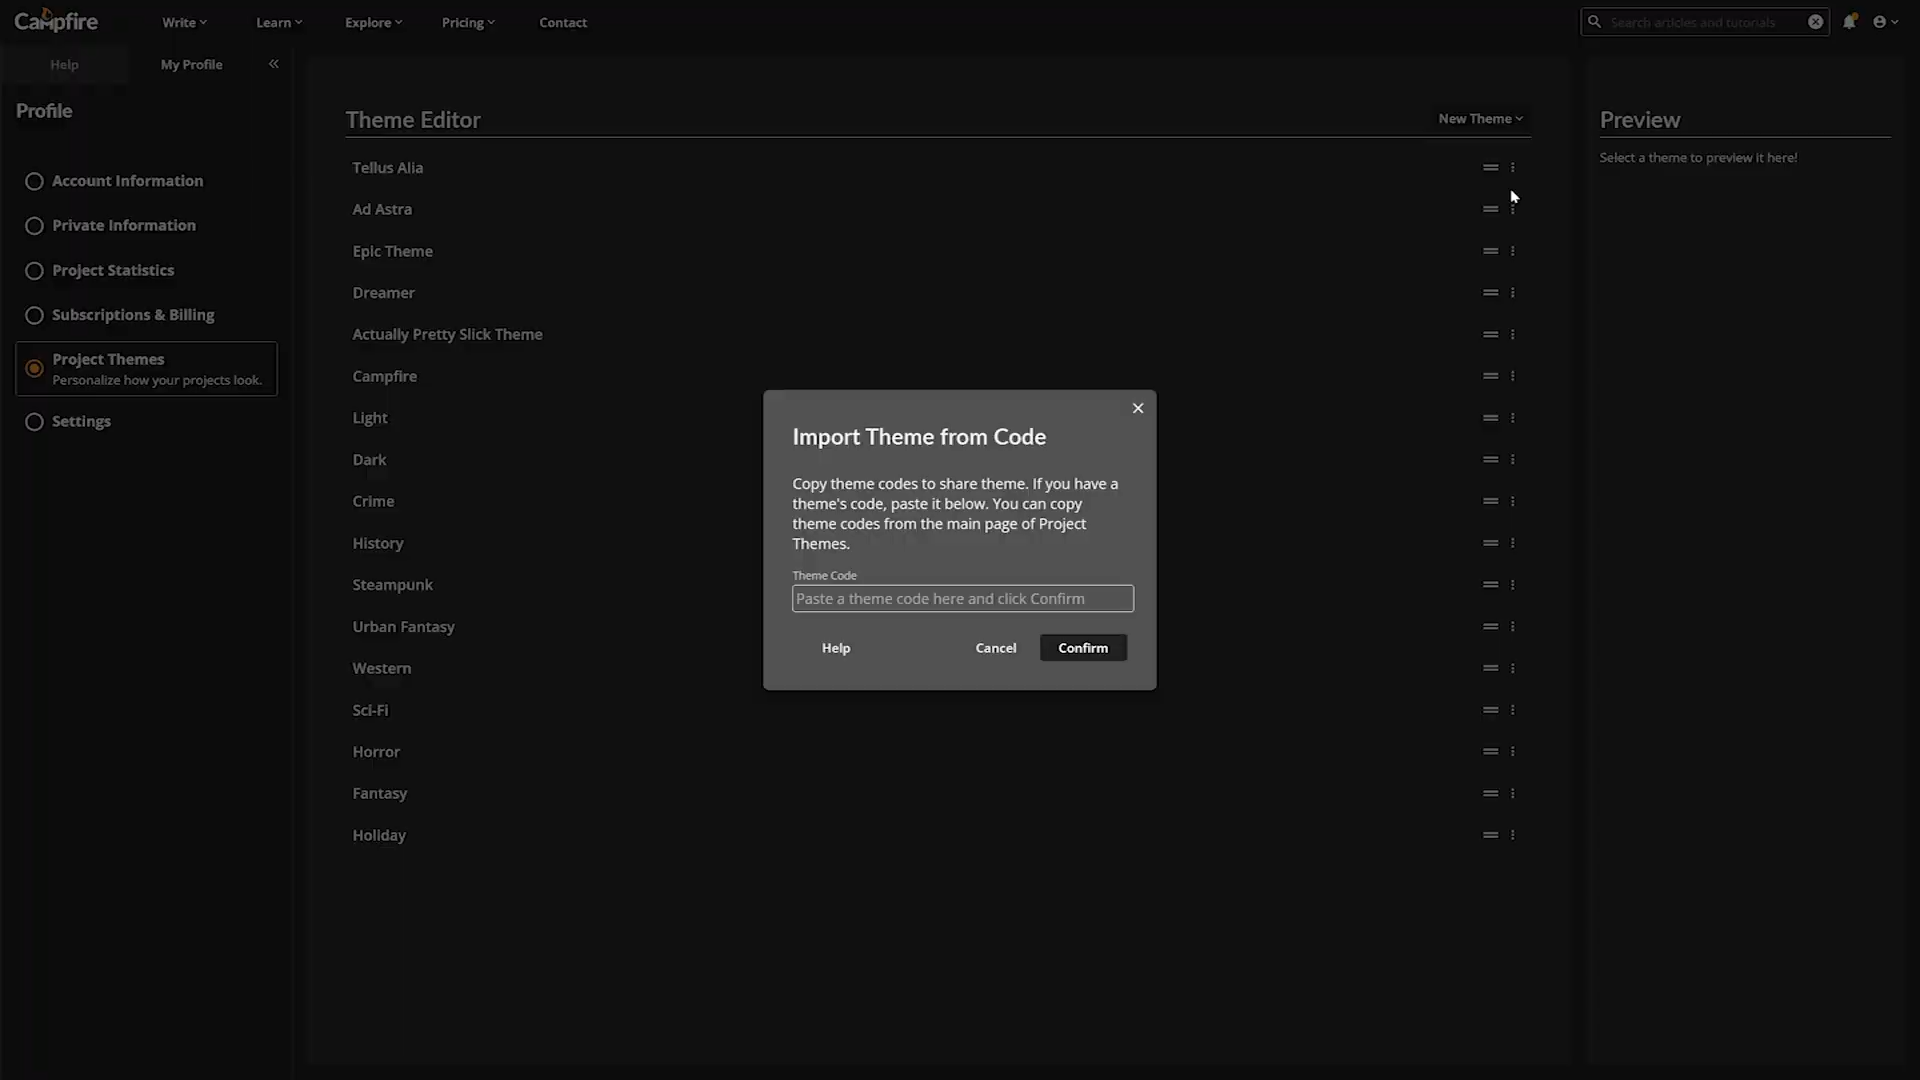 Campfire
Write
Learn
Explore
Pricing
Contact
Search articles and tutorials
Help
My Profile
Profile
Account Information
Private Information
Project Statistics
Subscriptions & Billing
Project Themes
Personalize how your projects look.
Settings
Theme Editor
New Theme
Tellus Alia
Ad Astra
Epic Theme
Dreamer
Actually Pretty Slick Theme
Campfire
Light
Dark
Crime
History
Steampunk
Urban Fantasy
Western
Sci-Fi
Horror
Fantasy
Holiday
Import Theme from Code
Copy theme codes to share theme. If you have a
theme's code, paste it below. You can copy
theme codes from the main page of Project
Themes.
Theme Code
Paste a theme code here and click Confirm
Help
Cancel
Confirm
Preview
Select a theme to preview it here!